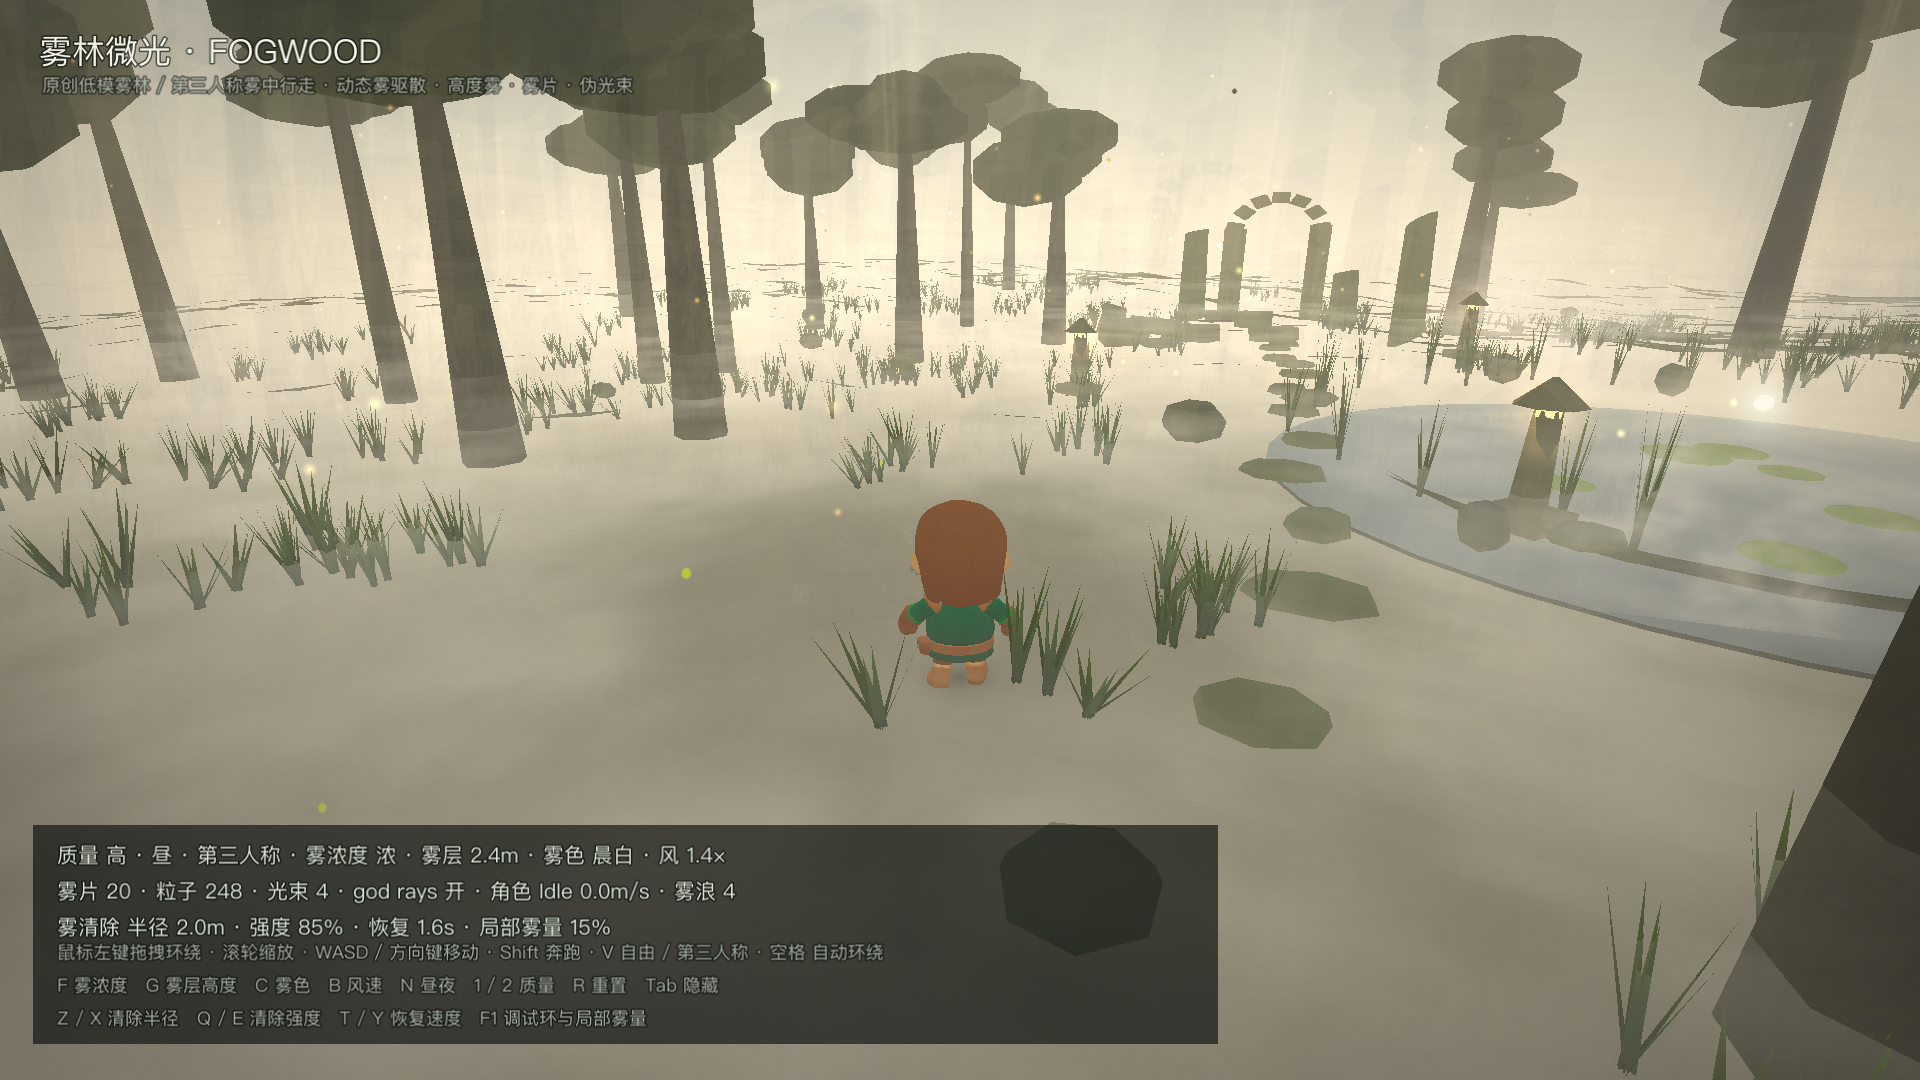 雾林微光 · FOGWOOD
原创低模雾林 / 第三人称雾中行走 · 动态雾驱散 · 高度雾 · 雾片 · 伪光束
质量 高 · 昼 · 第三人称 · 雾浓度 浓 · 雾层 2.4m · 雾色 晨白 · 风 1.4×
雾片 20 · 粒子 248 · 光束 4 · god rays 开 · 角色 Idle 0.0m/s · 雾浪 4
雾清除 半径 2.0m · 强度 85% · 恢复 1.6s · 局部雾量 15%
鼠标左键拖拽环绕 · 滚轮缩放 · WASD / 方向键移动 · Shift 奔跑 · V 自由 / 第三人称 · 空格 自动环绕
F 雾浓度 G 雾层高度 C 雾色 B 风速 N 昼夜 1 / 2 质量 R 重置 Tab 隐藏
Z / X 清除半径 Q / E 清除强度 T / Y 恢复速度 F1 调试环与局部雾量